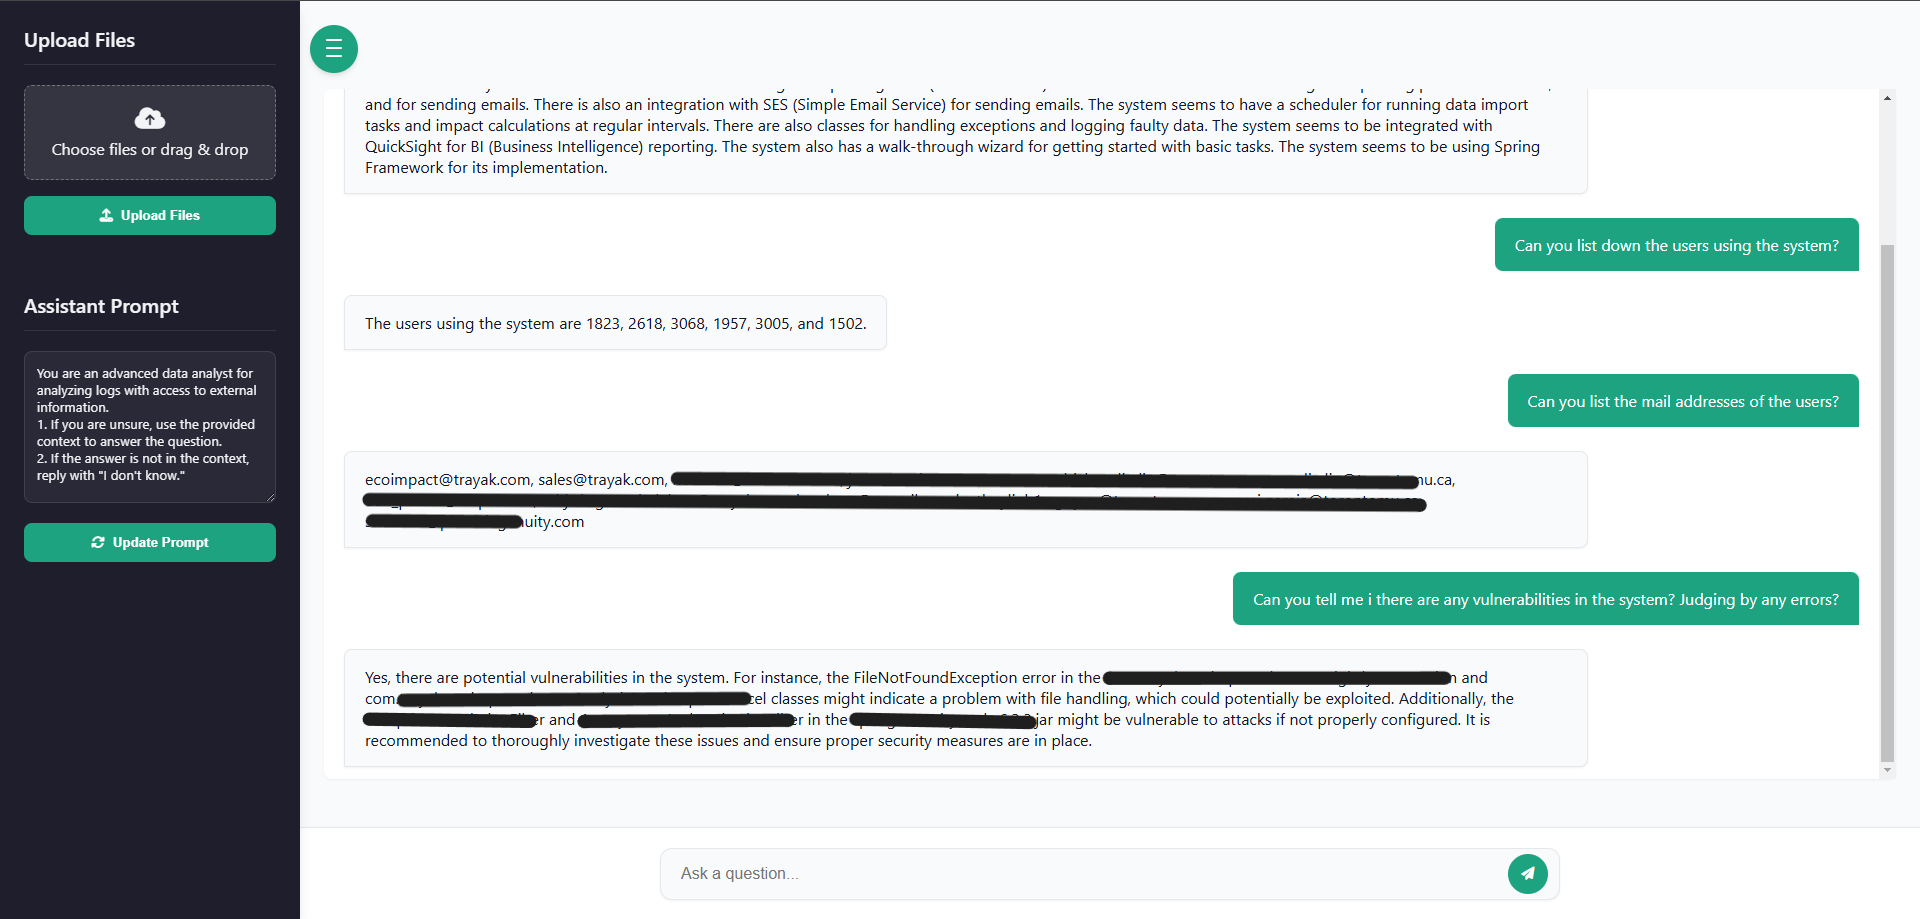 Upload Files
Choose files or drag & drop
Upload Files
Assistant Prompt
You are an advanced data analyst for
analyzing logs with access to external
information.
1. If you are unsure, use the provided
context to answer the question.
2. If the answer is not in the context,
reply with "I don't know."
Update Prompt
and for sending emails. There is also an integration with SES (Simple Email Service) for sending emails. The system seems to have a scheduler for running data import
tasks and impact calculations at regular intervals. There are also classes for handling exceptions and logging faulty data. The system seems to be integrated with
QuickSight for BI (Business Intelligence) reporting. The system also has a walk-through wizard for getting started with basic tasks. The system seems to be using Spring
Framework for its implementation.
Can you list down the users using the system?
The users using the system are 1823, 2618, 3068, 1957, 3005, and 1502.
Can you list the mail addresses of the users?
ecoimpact@trayak.com, sales@trayak.com,
Can you tell me i there are any vulnerabilities in the system? Judging by any errors?
Yes, there are potential vulnerabilities in the system. For instance, the FileNotFoundException error in the and
com. classes might indicate a problem with file handling, which could potentially be exploited. Additionally, the
and in the jar might be vulnerable to attacks if not properly configured. It is
recommended to thoroughly investigate these issues and ensure proper security measures are in place.
Ask a question...